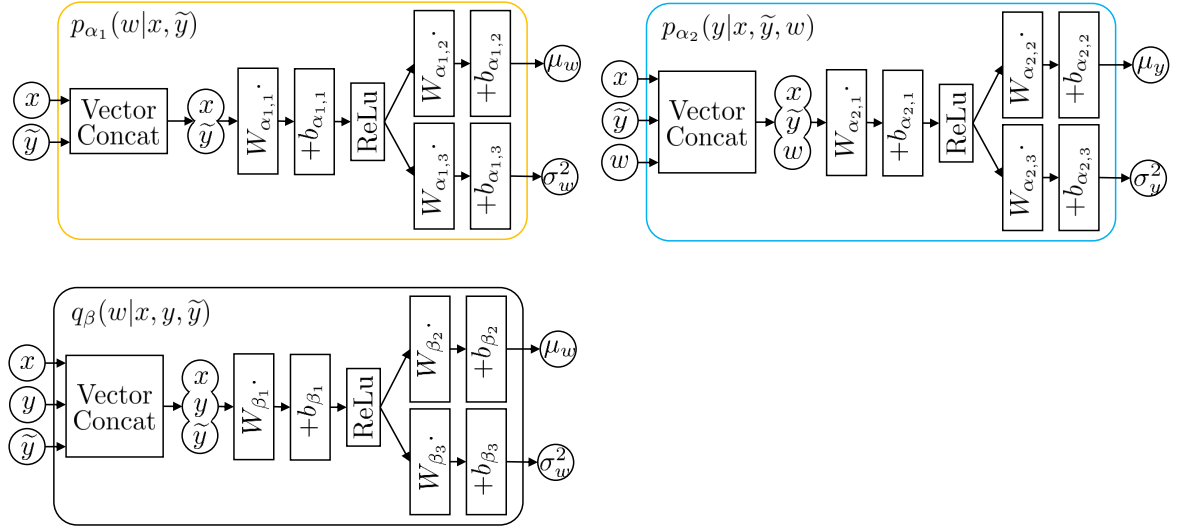 p_{α_1}(w|x, ỹ)
x
ỹ
Vector
Concat
x
ỹ
W_{α_{1,1}}·
+b_{α_{1,1}}
ReLu
W_{α_{1,2}}·
+b_{α_{1,2}}
μ_w
W_{α_{1,3}}·
+b_{α_{1,3}}
σ_w^2
p_{α_2}(y|x, ỹ, w)
x
ỹ
w
Vector
Concat
x
ỹ
w
W_{α_{2,1}}·
+b_{α_{2,1}}
ReLu
W_{α_{2,2}}·
+b_{α_{2,2}}
μ_y
W_{α_{2,3}}·
+b_{α_{2,3}}
σ_y^2
q_β(w|x, y, ỹ)
x
y
ỹ
Vector
Concat
x
y
ỹ
W_{β_1}·
+b_{β_1}
ReLu
W_{β_2}·
+b_{β_2}
μ_w
W_{β_3}·
+b_{β_3}
σ_w^2